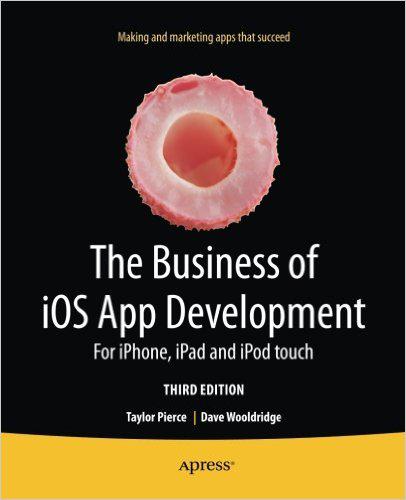 Making and marketing apps that succeed
The Business of
iOS App Development
For iPhone, iPad and iPod touch
THIRD EDITION
Taylor Pierce | Dave Wooldridge
Apress®